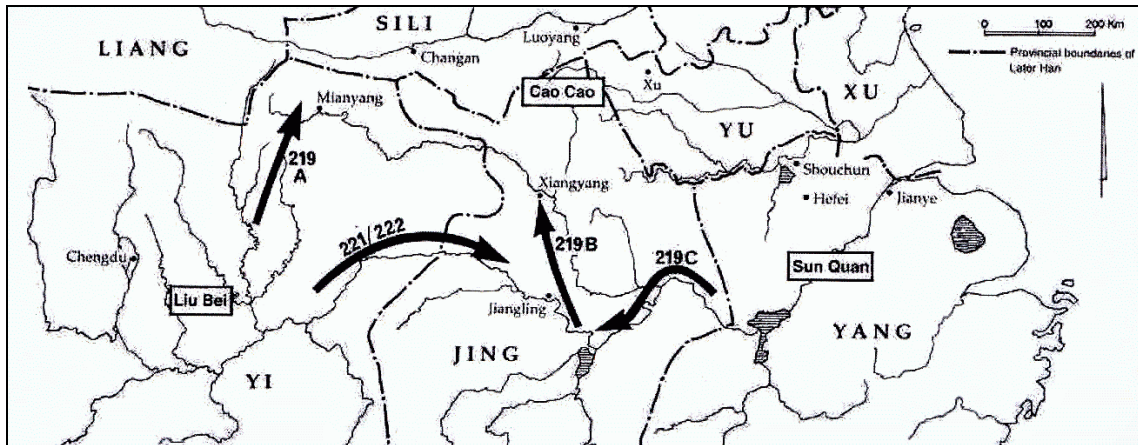 SILI
LIANG
Luoyang
Changan
0 100 200 Km
Provincial boundaries of
Later Han
Cao Cao
Xu
XU
Mianyang
YU
219
A
Shouchun
Xiangyang
Hefei
Jianye
221/222
219B
219C
Chengdu
Sun Quan
Liu Bei
Jiangling
YANG
JING
YI